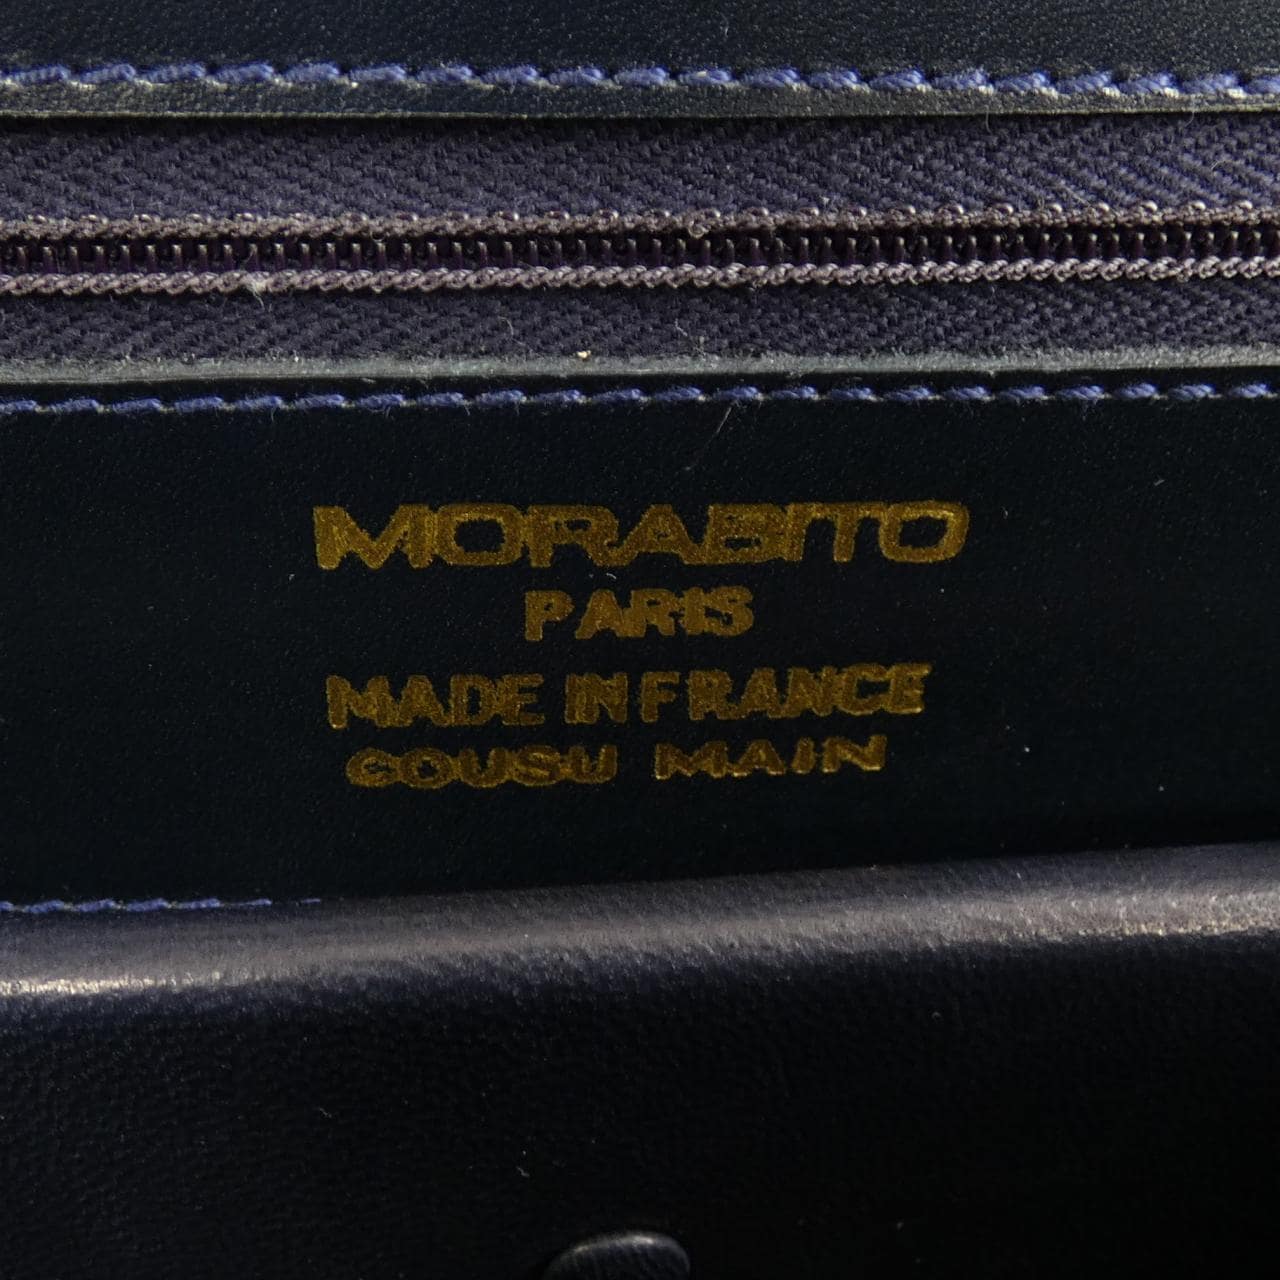 MORABITO
PARIS
MADE IN FRANCE
COUSU MAIN